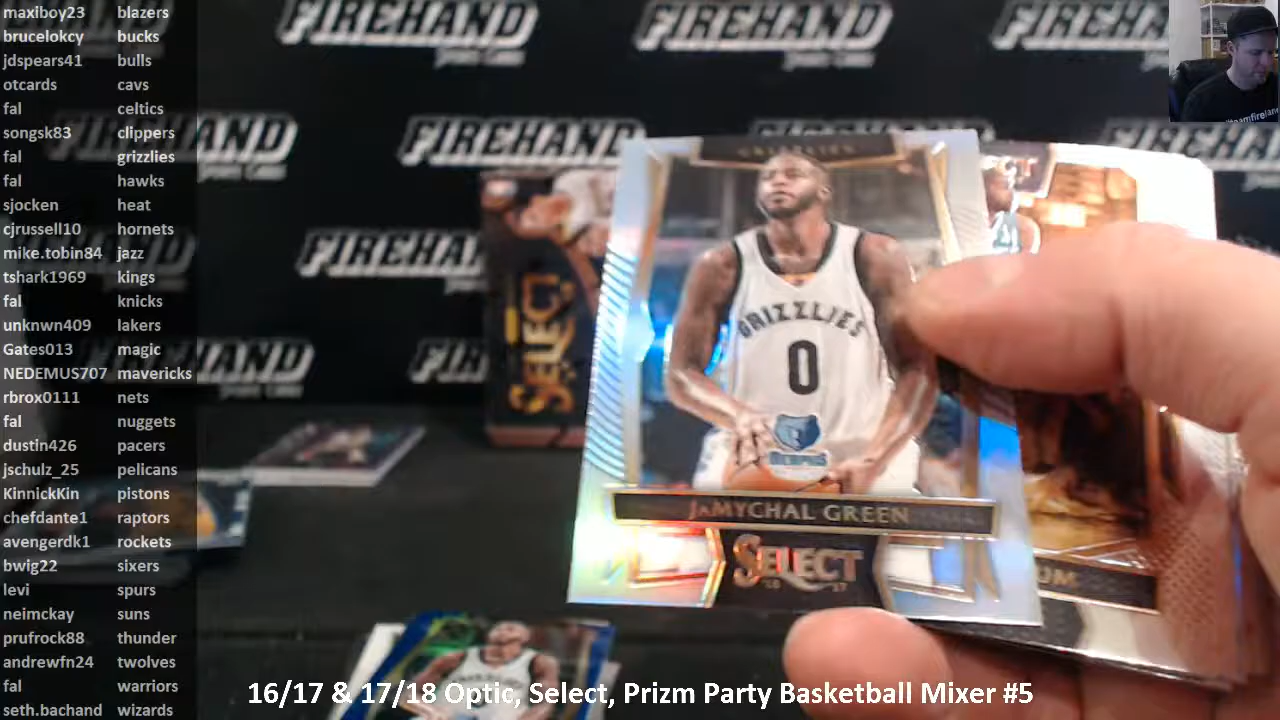 maxiboy23 blazers
brucelokcy bucks
jdspears41 bulls
otcards cavs
fal celtics
songsk83 clippers
fal grizzlies
fal hawks
sjocken heat
cjrussell10 hornets
mike.tobin84 jazz
tshark1969 kings
fal knicks
unknwn409 lakers
Gates013 magic
NEDEMUS707 mavericks
rbrox0111 nets
fal nuggets
dustin426 pacers
jschulz_25 pelicans
KinnickKin pistons
chefdante1 raptors
avengerdk1 rockets
bwig22 sixers
levi spurs
neimckay suns
prufrock88 thunder
andrewfn24 twolves
fal warriors
seth.bachand wizards
FIREHAND
FIREHAND
FIREHAND
FIREHAND
FIREHAND
FIREHAND
SELECT
GRIZZLIES
GRIZZLIES
0
MEMPHIS
JAMYCHAL GREEN
SELECT
16/17 & 17/18 Optic, Select, Prizm Party Basketball Mixer #5